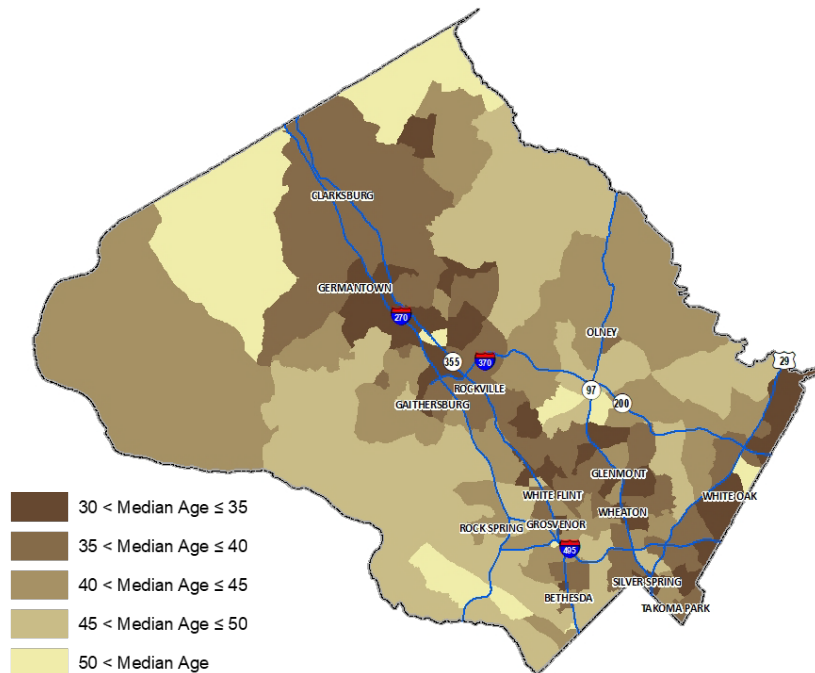 CLARKSBURG
GERMANTOWN
270
OLNEY
29
355
370
ROCKVILLE
97
200
GAITHERSBURG
GLENMONT
WHITE FLINT
WHITE OAK
30 < Median Age ≤ 35
WHEATON
ROCK SPRING
GROSVENOR
35 < Median Age ≤ 40
495
40 < Median Age ≤ 45
SILVER SPRING
BETHESDA
TAKOMA PARK
45 < Median Age ≤ 50
50 < Median Age